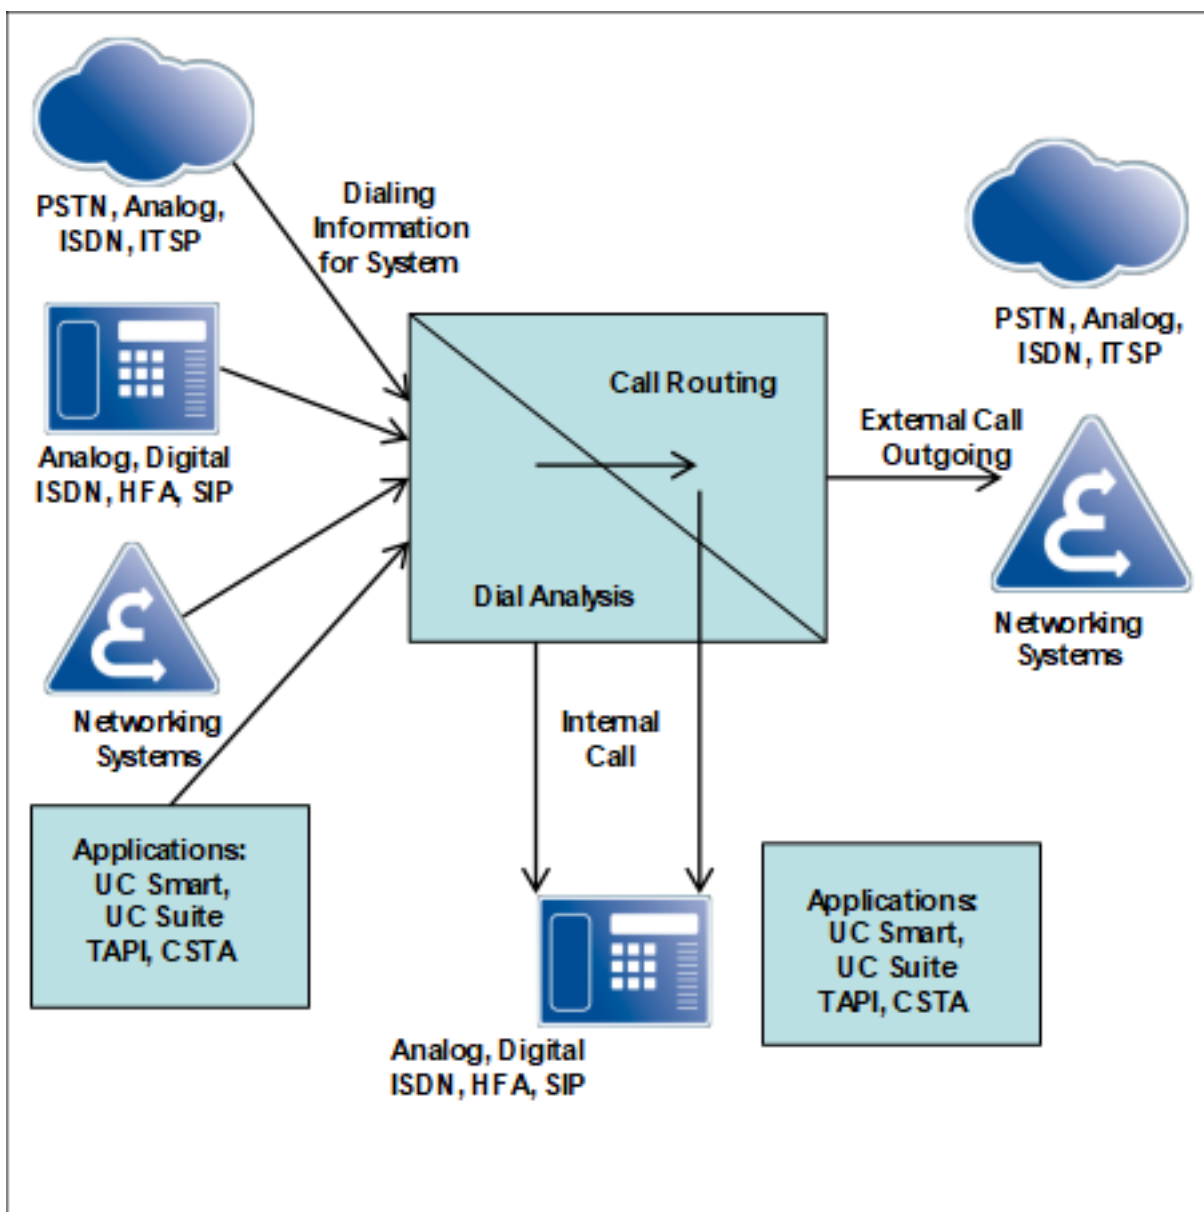 PSTN, Analog,
ISDN, ITSP
Dialing
Information
for System
PSTN, Analog,
ISDN, ITSP
Analog, Digital
ISDN, HFA, SIP
Call Routing
External Call
Outgoing
Dial Analysis
Networking
Systems
Networking
Systems
Internal
Call
Applications:
UC Smart,
UC Suite
TAPI, CSTA
Applications:
UC Smart,
UC Suite
TAPI, CSTA
Analog, Digital
ISDN, HFA, SIP